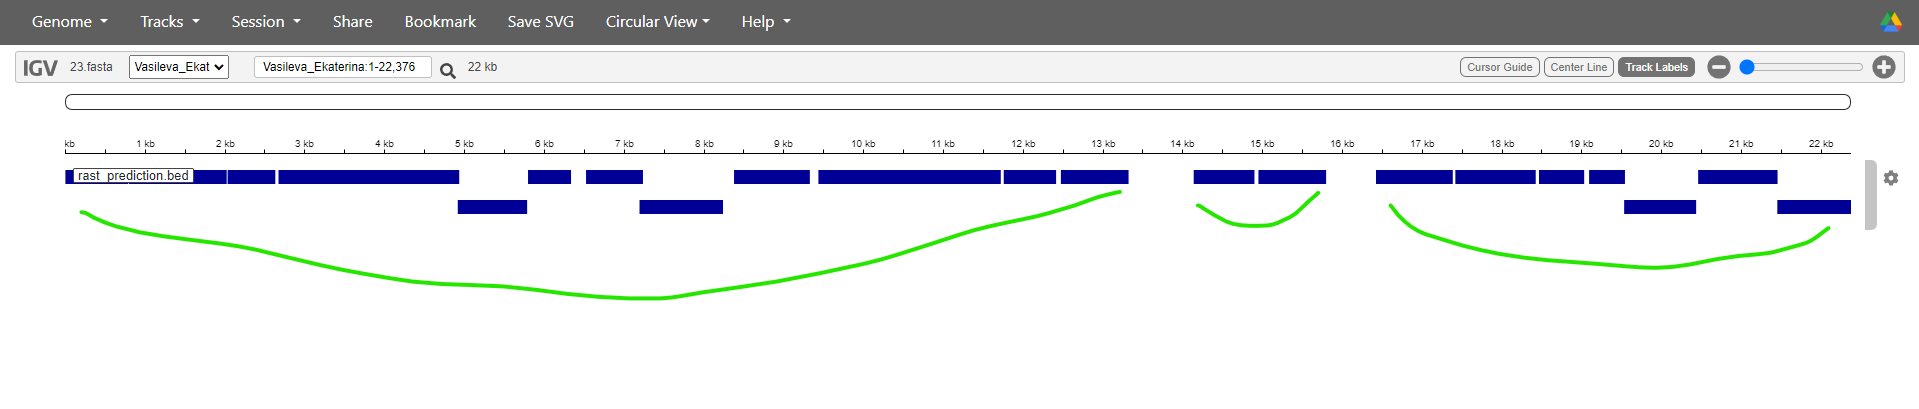 Genome Tracks Session Share Bookmark Save SVG Circular View Help
IGV 23.fasta Vasileva_Ekat Vasileva_Ekaterina:1-22,376 22 kb Cursor Guide Center Line Track Labels
kb 1 kb 2 kb 3 kb 4 kb 5 kb 6 kb 7 kb 8 kb 9 kb 10 kb 11 kb 12 kb 13 kb 14 kb 15 kb 16 kb 17 kb 18 kb 19 kb 20 kb 21 kb 22 kb
rast_prediction.bed